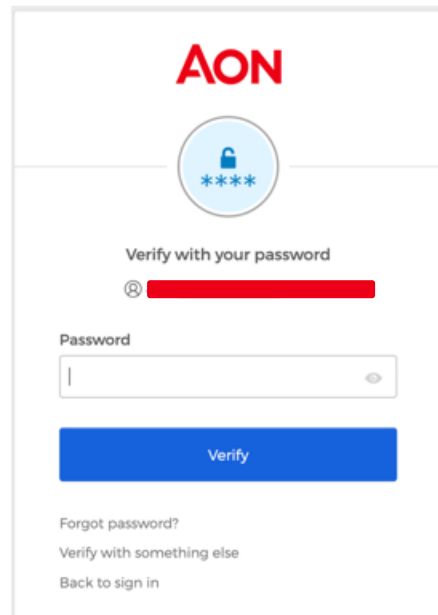 AON
****
Verify with your password
Password
Verify
Forgot password?
Verify with something else
Back to sign in